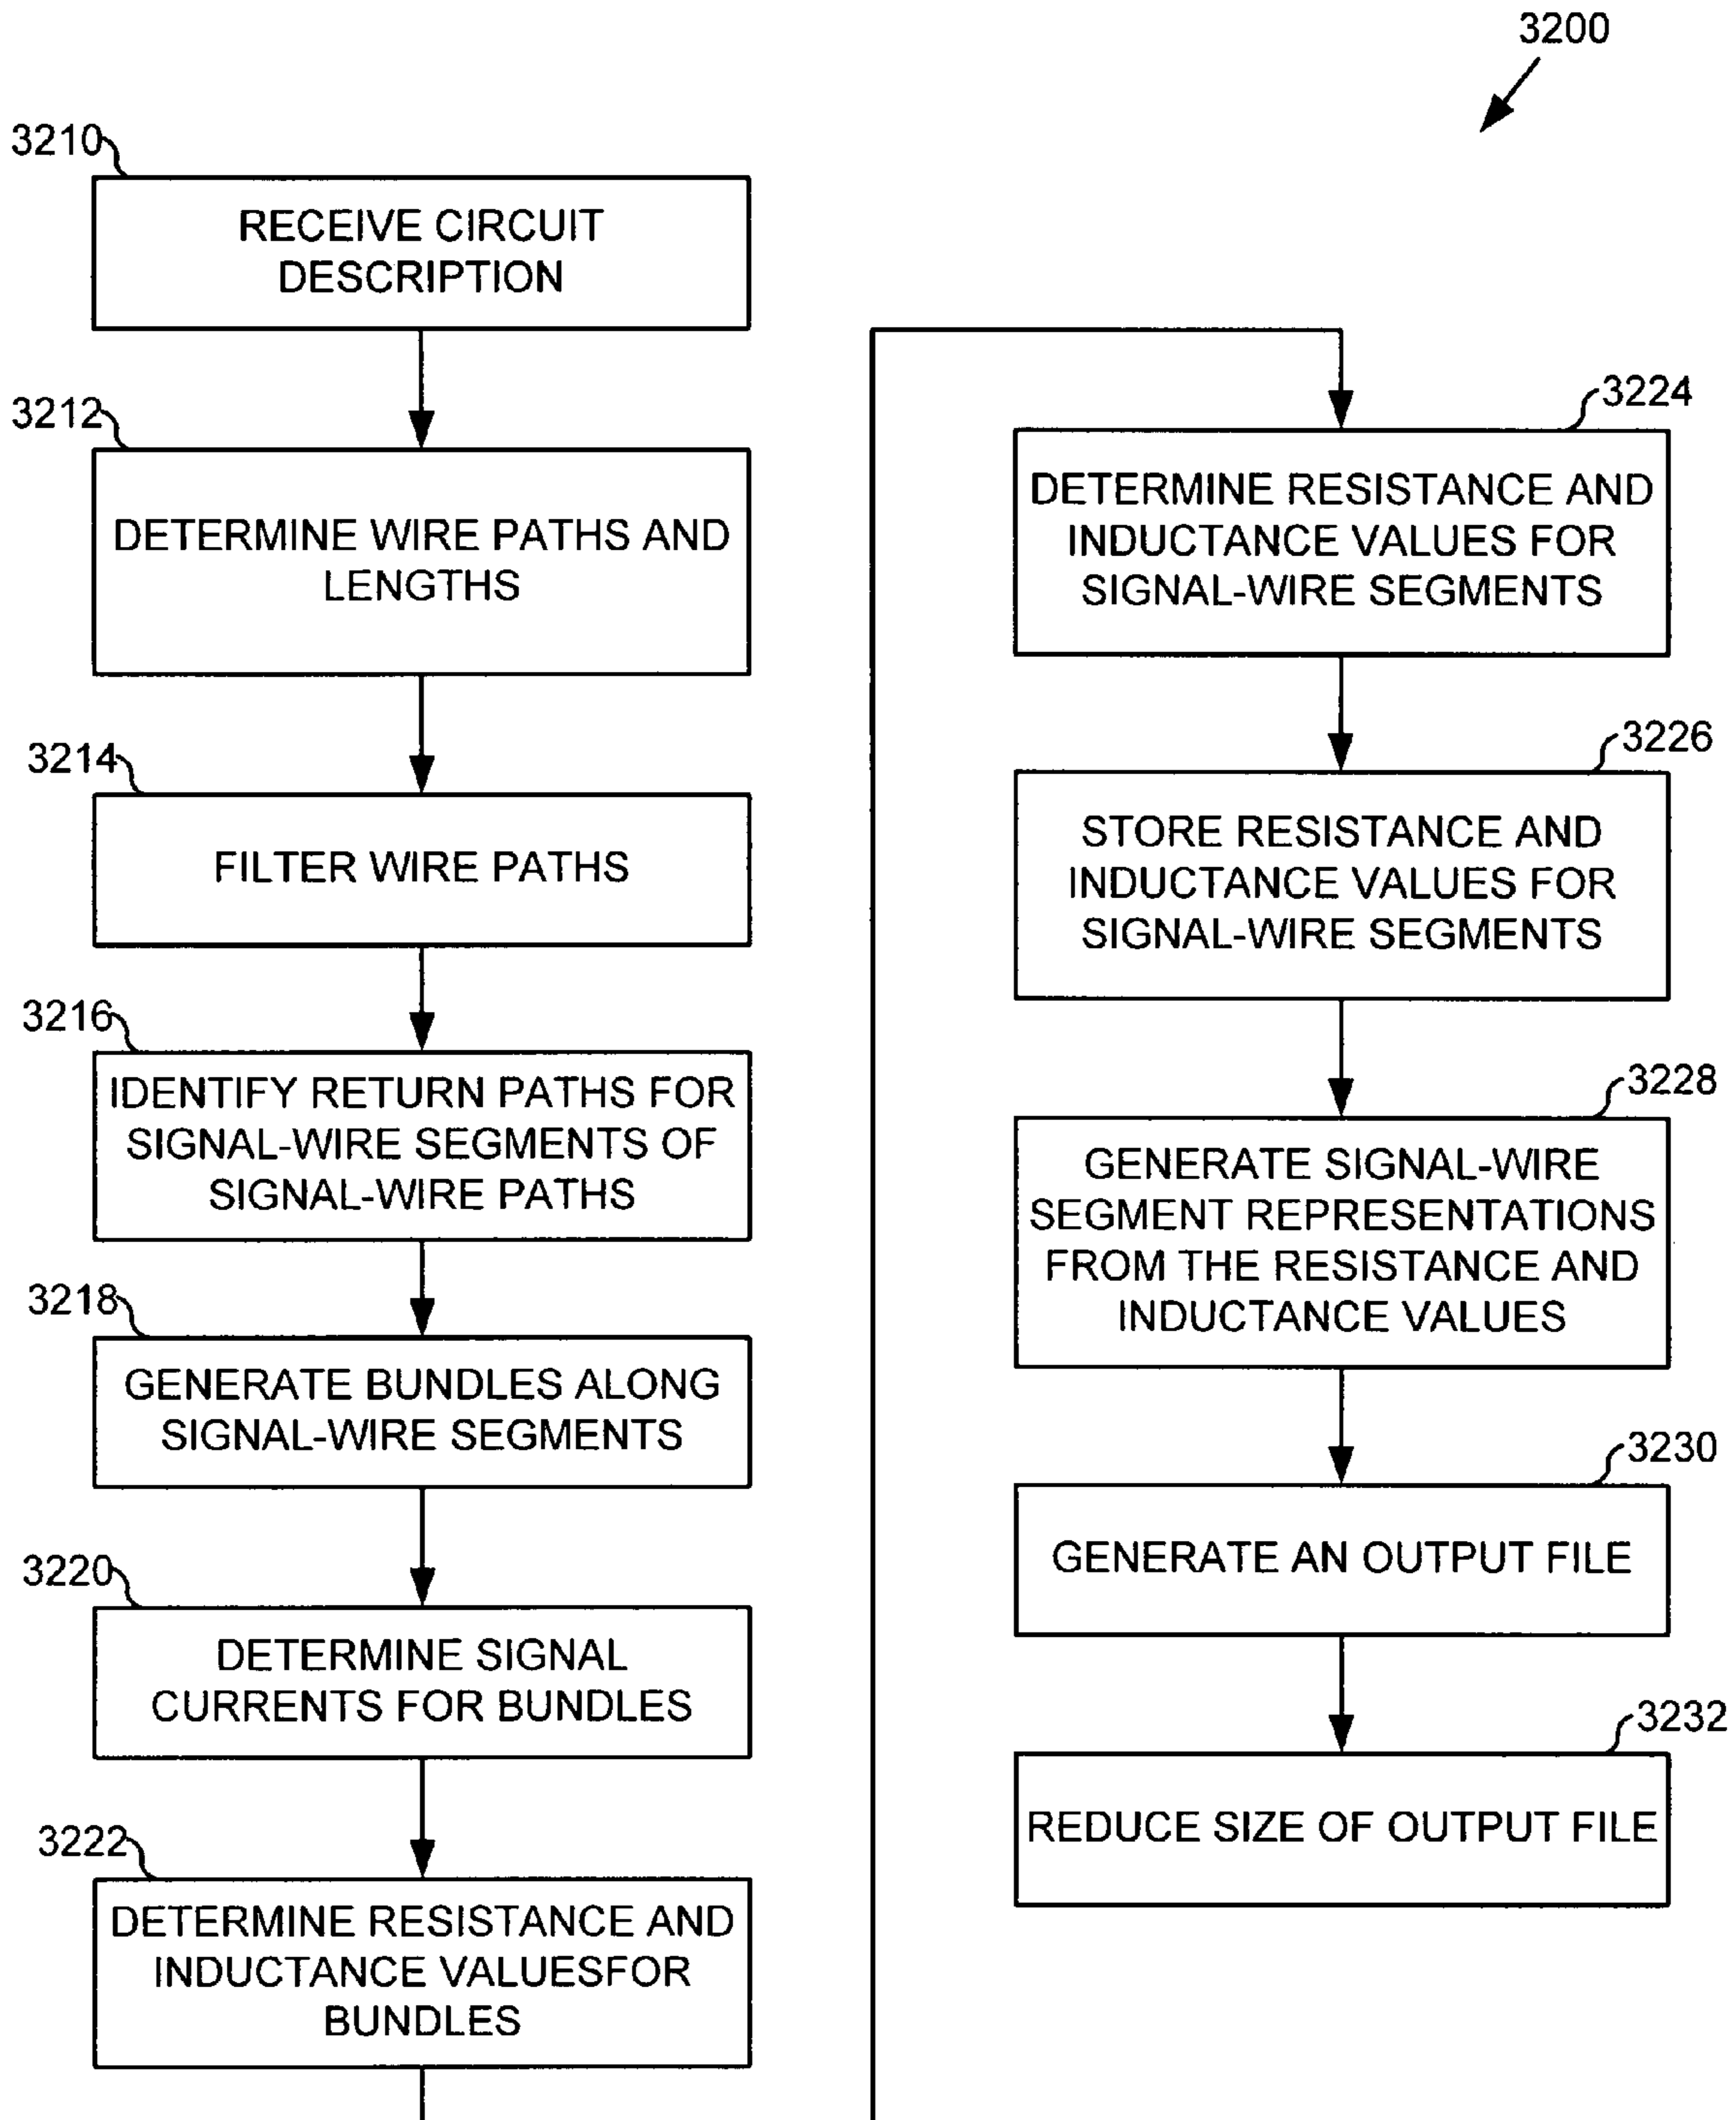 3200
3210
RECEIVE CIRCUIT
DESCRIPTION
3212
DETERMINE WIRE PATHS AND
LENGTHS
3214
FILTER WIRE PATHS
3216
IDENTIFY RETURN PATHS FOR
SIGNAL-WIRE SEGMENTS OF
SIGNAL-WIRE PATHS
3218
GENERATE BUNDLES ALONG
SIGNAL-WIRE SEGMENTS
3220
DETERMINE SIGNAL
CURRENTS FOR BUNDLES
3222
DETERMINE RESISTANCE AND
INDUCTANCE VALUESFOR
BUNDLES
3224
DETERMINE RESISTANCE AND
INDUCTANCE VALUES FOR
SIGNAL-WIRE SEGMENTS
3226
STORE RESISTANCE AND
INDUCTANCE VALUES FOR
SIGNAL-WIRE SEGMENTS
3228
GENERATE SIGNAL-WIRE
SEGMENT REPRESENTATIONS
FROM THE RESISTANCE AND
INDUCTANCE VALUES
3230
GENERATE AN OUTPUT FILE
3232
REDUCE SIZE OF OUTPUT FILE